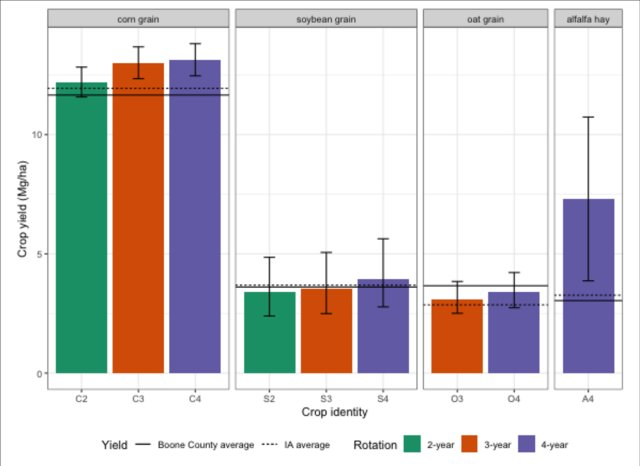 corn grain soybean grain oat grain alfalfa hay
Crop yield (Mg/ha)
10
5
0
C2 C3 C4 S2 S3 S4 O3 O4 A4
Crop identity
Yield Boone County average IA average Rotation 2-year 3-year 4-year